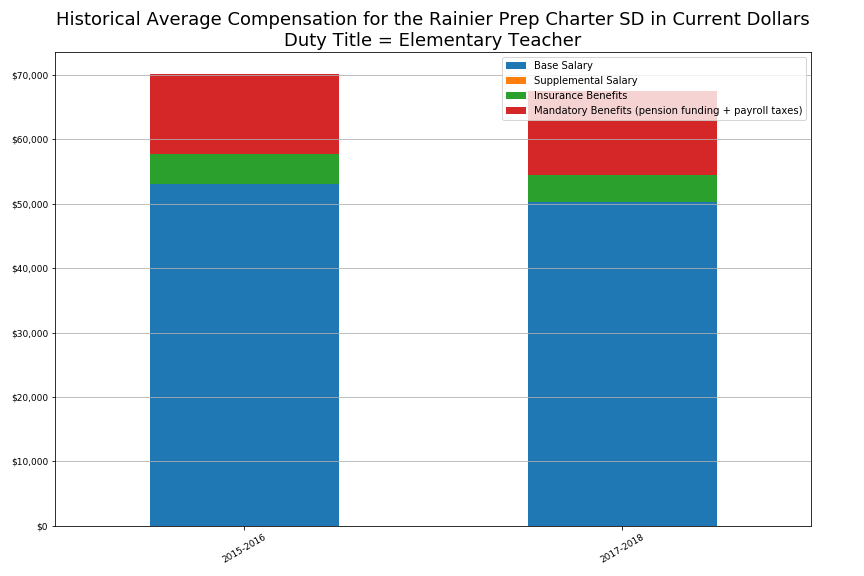 Historical Average Compensation for the Rainier Prep Charter SD in Current Dollars
Duty Title = Elementary Teacher
Base Salary
Supplemental Salary
Insurance Benefits
Mandatory Benefits (pension funding + payroll taxes)
$70,000
$60,000
$50,000
$40,000
$30,000
$20,000
$10,000
$0
2015-2016
2017-2018